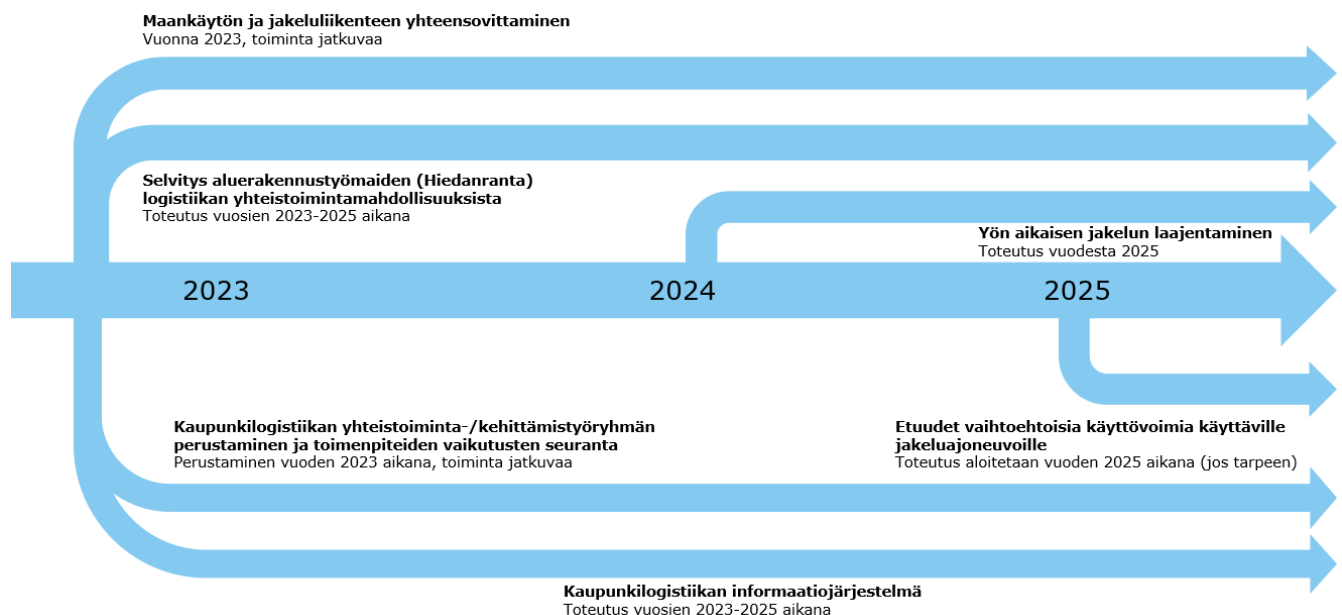 Maankäytön ja jakeluliikenteen yhteensovittaminen
Vuonna 2023, toiminta jatkuvaa
Selvitys aluerakennustyömaiden (Hiedanranta)
logistiikan yhteistoimintamahdollisuuksista
Toteutus vuosien 2023-2025 aikana
Yön aikaisen jakelun laajentaminen
Toteutus vuodesta 2025
2023
2024
2025
Kaupunkilogistiikan yhteistoiminta-/kehittämistyöryhmän
perustaminen ja toimenpiteiden vaikutusten seuranta
Perustaminen vuoden 2023 aikana, toiminta jatkuvaa
Etuudet vaihtoehtoisia käyttövoimia käyttäville
jakeluajoneuvoille
Toteutus aloitetaan vuoden 2025 aikana (jos tarpeen)
Kaupunkilogistiikan informaatiojärjestelmä
Toteutus vuosien 2023-2025 aikana